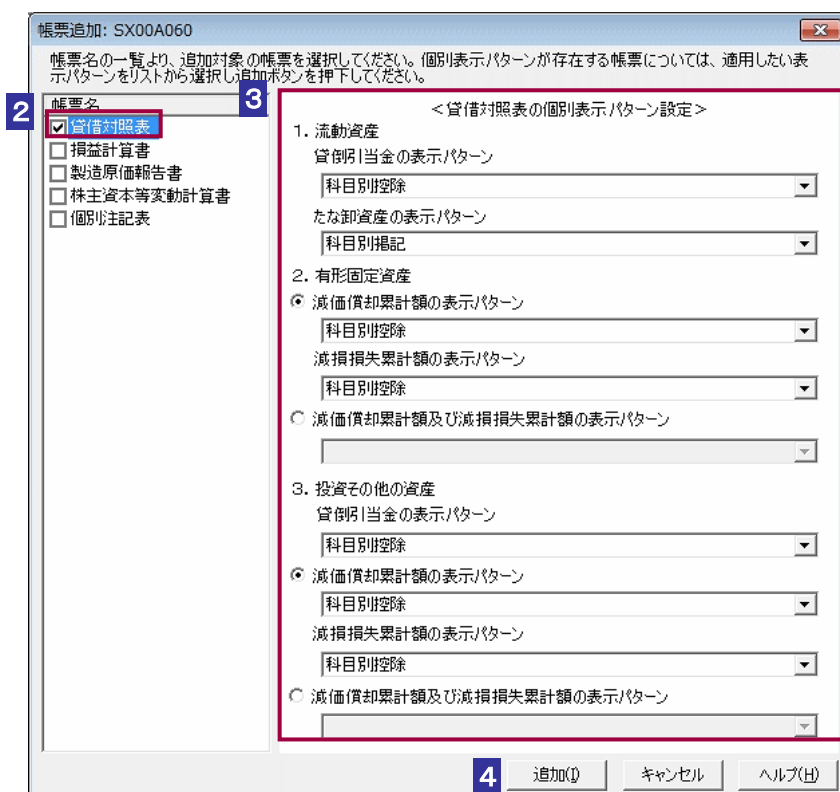 帳票追加: SX00A060
帳票名の一覧より、追加対象の帳票を選択してください。個別表示パターンが存在する帳票については、適用したい表
示パターンをリストから選択し追加ボタンを押下してください。
2
帳票名
貸借対照表
損益計算書
製造原価報告書
株主資本等変動計算書
個別注記表
3
＜貸借対照表の個別表示パターン設定＞
1. 流動資産
貸倒引当金の表示パターン
科目別控除
たな卸資産の表示パターン
科目別掲記
2. 有形固定資産
減価償却累計額の表示パターン
科目別控除
減損損失累計額の表示パターン
科目別控除
減価償却累計額及び減損損失累計額の表示パターン
3. 投資その他の資産
貸倒引当金の表示パターン
科目別控除
減価償却累計額の表示パターン
科目別控除
減損損失累計額の表示パターン
科目別控除
減価償却累計額及び減損損失累計額の表示パターン
4
追加(I)
キャンセル
ヘルプ(H)